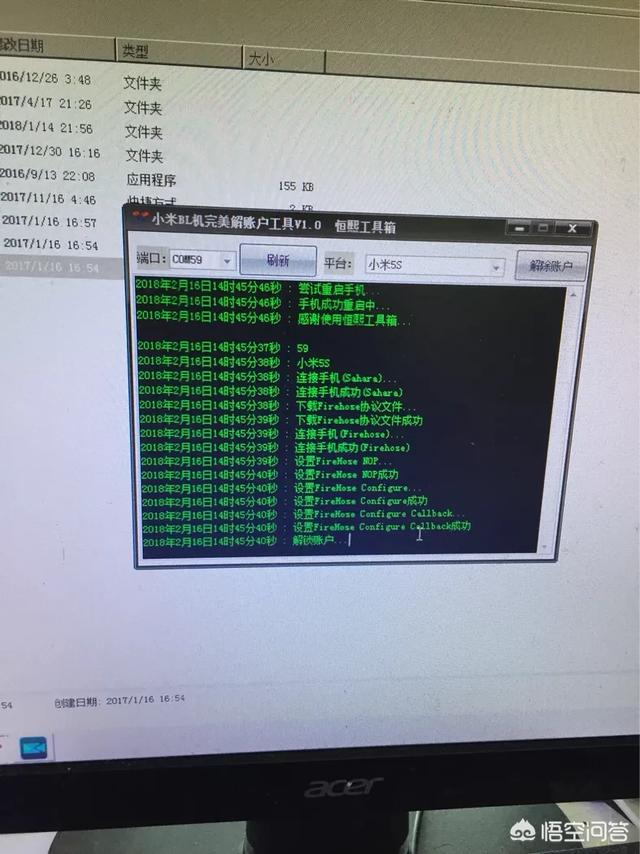 改日期 类型 大小
2016/12/26 3:48 文件夹
2017/4/17 21:26 文件夹
2018/1/14 21:56 文件夹
2017/12/30 16:16 文件夹
2016/9/13 22:08 应用程序 155 KB
2017/11/16 4:46 快捷方式 2 KB
2017/1/16 16:57
2017/1/16 16:54
2017/1/16 16:54
小米BL机完美解账户工具V1.0 恒熙工具箱
端口: COM59 刷新 平台: 小米5S 解除账户
2018年2月16日14时45分46秒 : 尝试重启手机...
2018年2月16日14时45分46秒 : 手机成功重启中...
2018年2月16日14时45分46秒 : 感谢使用恒熙工具箱...
2018年2月16日14时45分37秒 : 59
2018年2月16日14时45分38秒 : 小米5S
2018年2月16日14时45分38秒 : 连接手机(Sahara)...
2018年2月16日14时45分38秒 : 连接手机成功(Sahara)
2018年2月16日14时45分38秒 : 下载Firehose协议文件...
2018年2月16日14时45分39秒 : 下载Firehose协议文件成功
2018年2月16日14时45分39秒 : 连接手机(Firehose)...
2018年2月16日14时45分39秒 : 连接手机成功(Firehose)
2018年2月16日14时45分39秒 : 设置FireHose NOP...
2018年2月16日14时45分40秒 : 设置FireHose NOP成功
2018年2月16日14时45分40秒 : 设置FireHose Configure...
2018年2月16日14时45分40秒 : 设置FireHose Configure成功
2018年2月16日14时45分40秒 : 设置FireHose Configure Callback...
2018年2月16日14时45分40秒 : 设置FireHose Configure Callback成功
2018年2月16日14时45分40秒 : 解锁账户...
:54 创建日期: 2017/1/16 16:54
acer
悟空问答